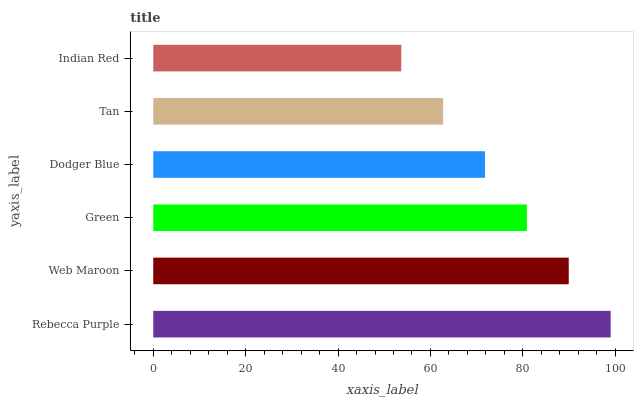 title
Indian Red
Tan
Dodger Blue
Green
Web Maroon
Rebecca Purple
yaxis_label
0 20 40 60 80 100
xaxis_label